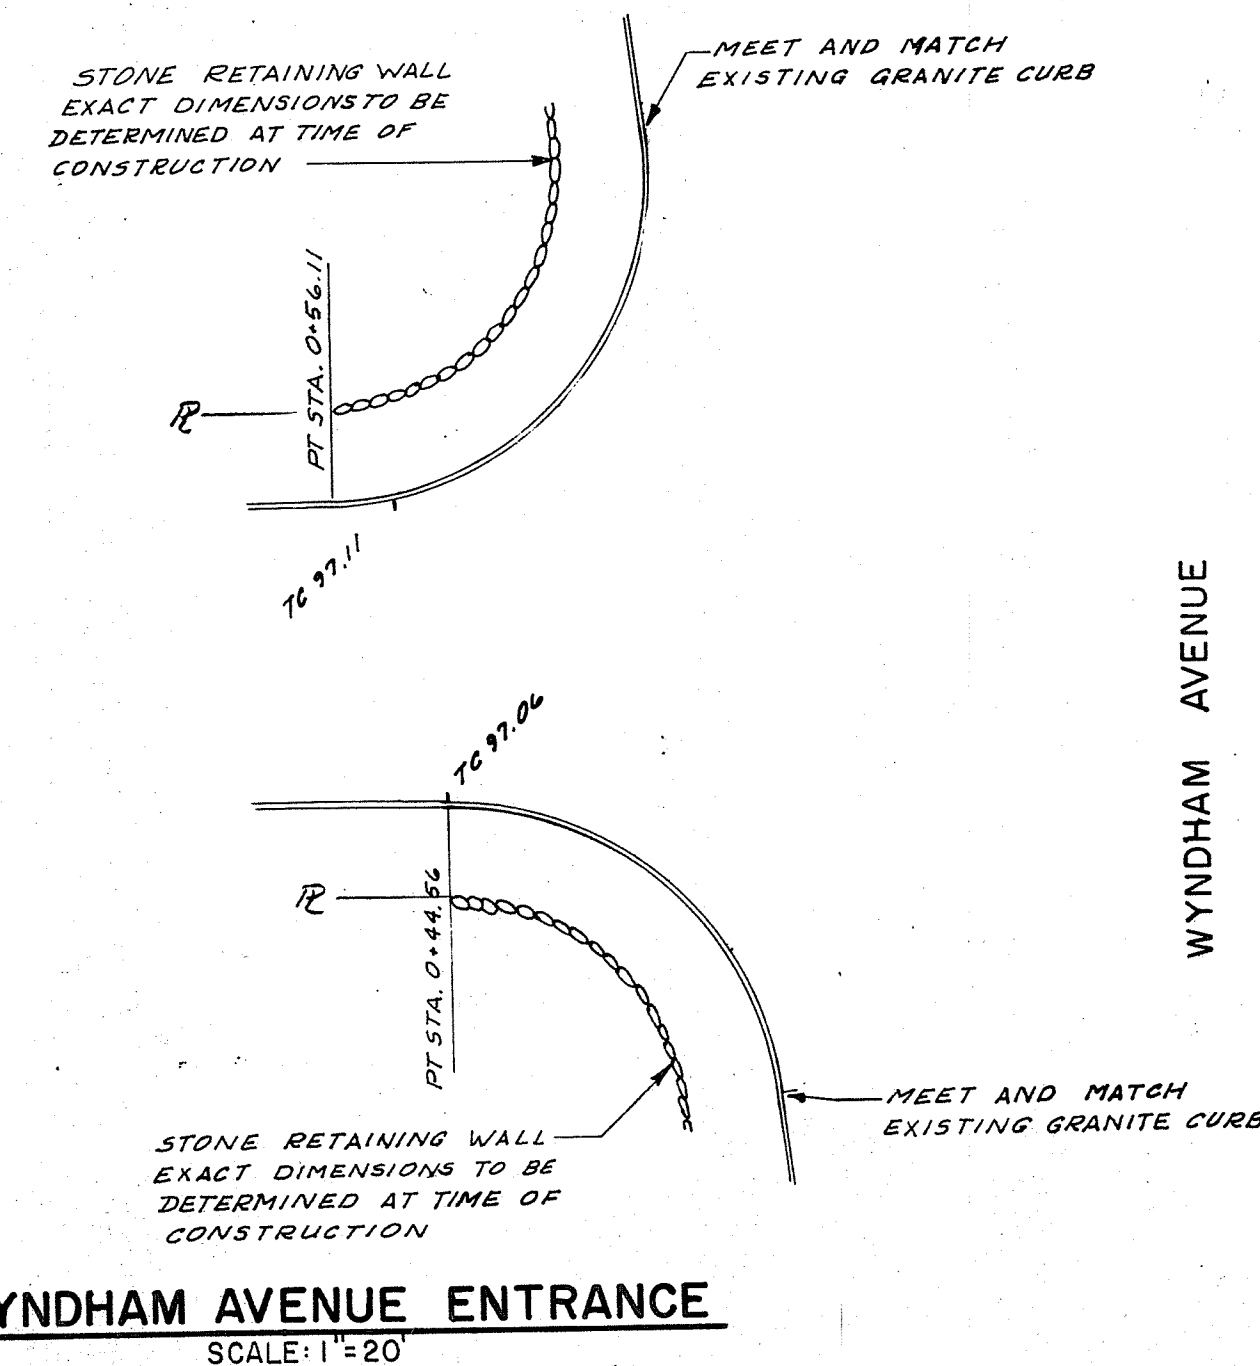 STONE RETAINING WALL
EXACT DIMENSIONS TO BE
DETERMINED AT TIME OF
CONSTRUCTION
MEET AND MATCH
EXISTING GRANITE CURB
PT STA. 0+56.11
PL
TC 97.11
WYNDHAM AVENUE
TC 97.06
PL
PT STA. 0+44.56
MEET AND MATCH
EXISTING GRANITE CURB
STONE RETAINING WALL
EXACT DIMENSIONS TO BE
DETERMINED AT TIME OF
CONSTRUCTION
YNDHAM AVENUE ENTRANCE
SCALE: 1"=20'